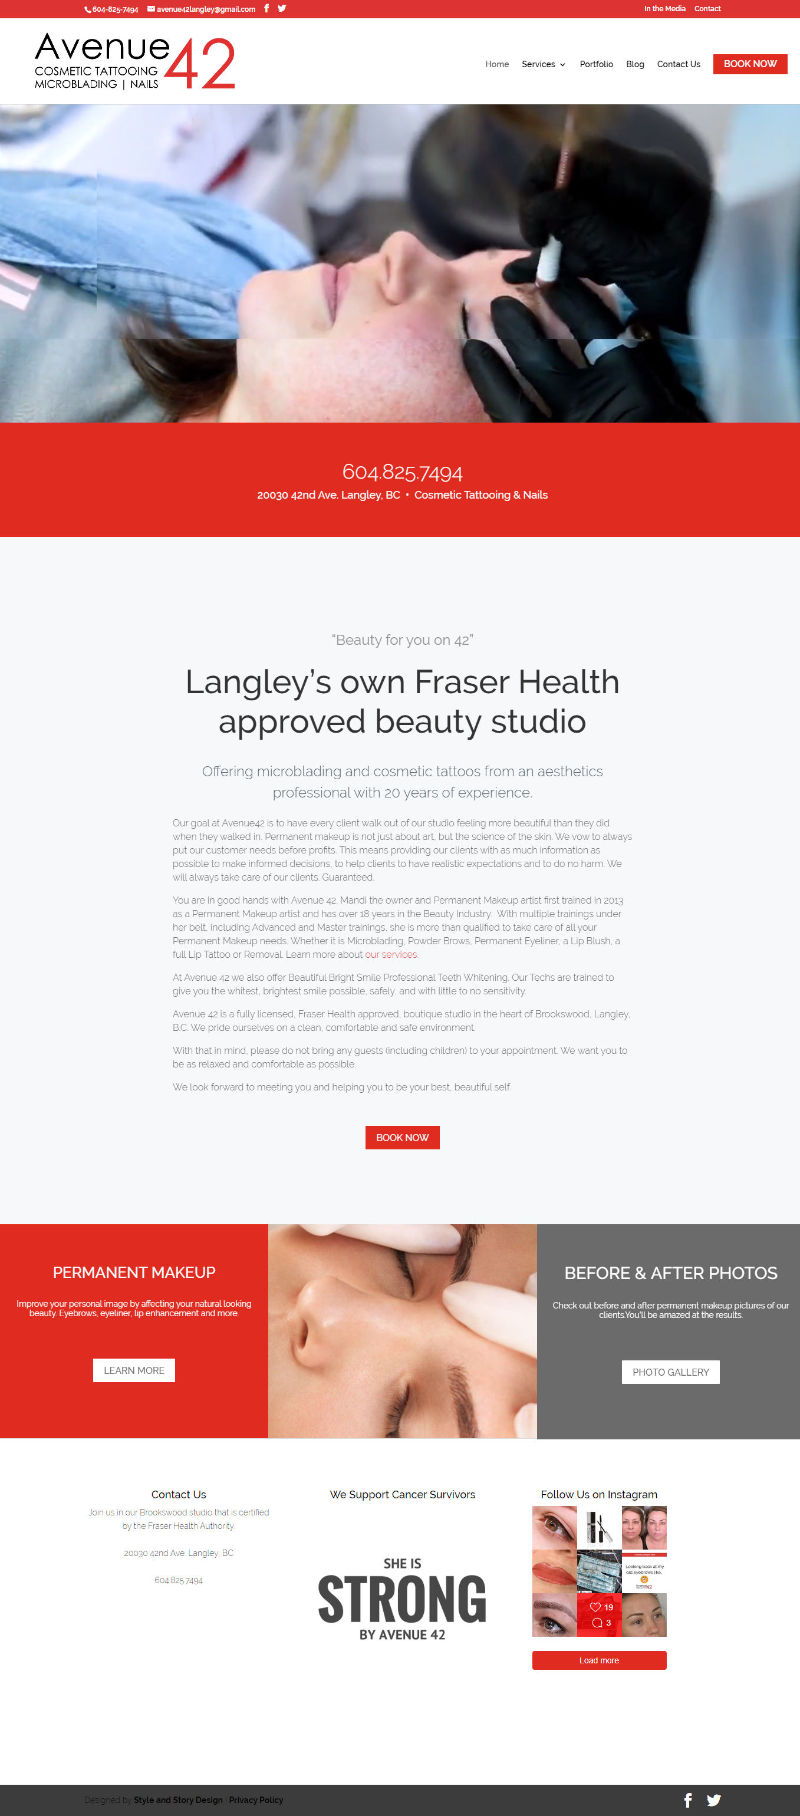 604-825-7494 avenue42langley@gmail.com
In the Media Contact
Avenue 42
COSMETIC TATTOOING
MICROBLADING | NAILS
Home Services Portfolio Blog Contact Us BOOK NOW
604.825.7494
20030 42nd Ave. Langley, BC • Cosmetic Tattooing & Nails
“Beauty for you on 42”
Langley’s own Fraser Health
approved beauty studio
Offering microblading and cosmetic tattoos from an aesthetics
professional with 20 years of experience.
Our goal at Avenue42 is to have every client walk out of our studio feeling more beautiful than they did
when they walked in. Permanent makeup is not just about art, but the science of the skin. We vow to always
put our customer needs before profits. This means providing our clients with as much information as
possible to make informed decisions, to help clients to have realistic expectations and to do no harm. We
will always take care of our clients. Guaranteed.
You are in good hands with Avenue 42. Mandi the owner and Permanent Makeup artist first trained in 2013
as a Permanent Makeup artist and has over 18 years in the Beauty Industry. With multiple trainings under
her belt, including Advanced and Master trainings, she is more than qualified to take care of all your
Permanent Makeup needs. Whether it is Microblading, Powder Brows, Permanent Eyeliner, a Lip Blush, a
full Lip Tattoo or Removal. Learn more about our services.
At Avenue 42 we also offer Beautiful Bright Smile Professional Teeth Whitening. Our Techs are trained to
give you the whitest, brightest smile possible, safely, and with little to no sensitivity.
Avenue 42 is a fully licensed, Fraser Health approved, boutique studio in the heart of Brookswood, Langley,
B.C. We pride ourselves on a clean, comfortable and safe environment.
With that in mind, please do not bring any guests (including children) to your appointment. We want you to
be as relaxed and comfortable as possible.
We look forward to meeting you and helping you to be your best, beautiful self.
BOOK NOW
PERMANENT MAKEUP
Improve your personal image by affecting your natural looking
beauty. Eyebrows, eyeliner, lip enhancement and more.
LEARN MORE
BEFORE & AFTER PHOTOS
Check out before and after permanent makeup pictures of our
clients.You'll be amazed at the results.
PHOTO GALLERY
Contact Us
Join us in our Brookswood studio that is certified
by the Fraser Health Authority.
20030 42nd Ave. Langley, BC
604.825.7494
We Support Cancer Survivors
SHE IS
STRONG
BY AVENUE 42
Follow Us on Instagram
19
3
Load more
Designed by Style and Story Design | Privacy Policy